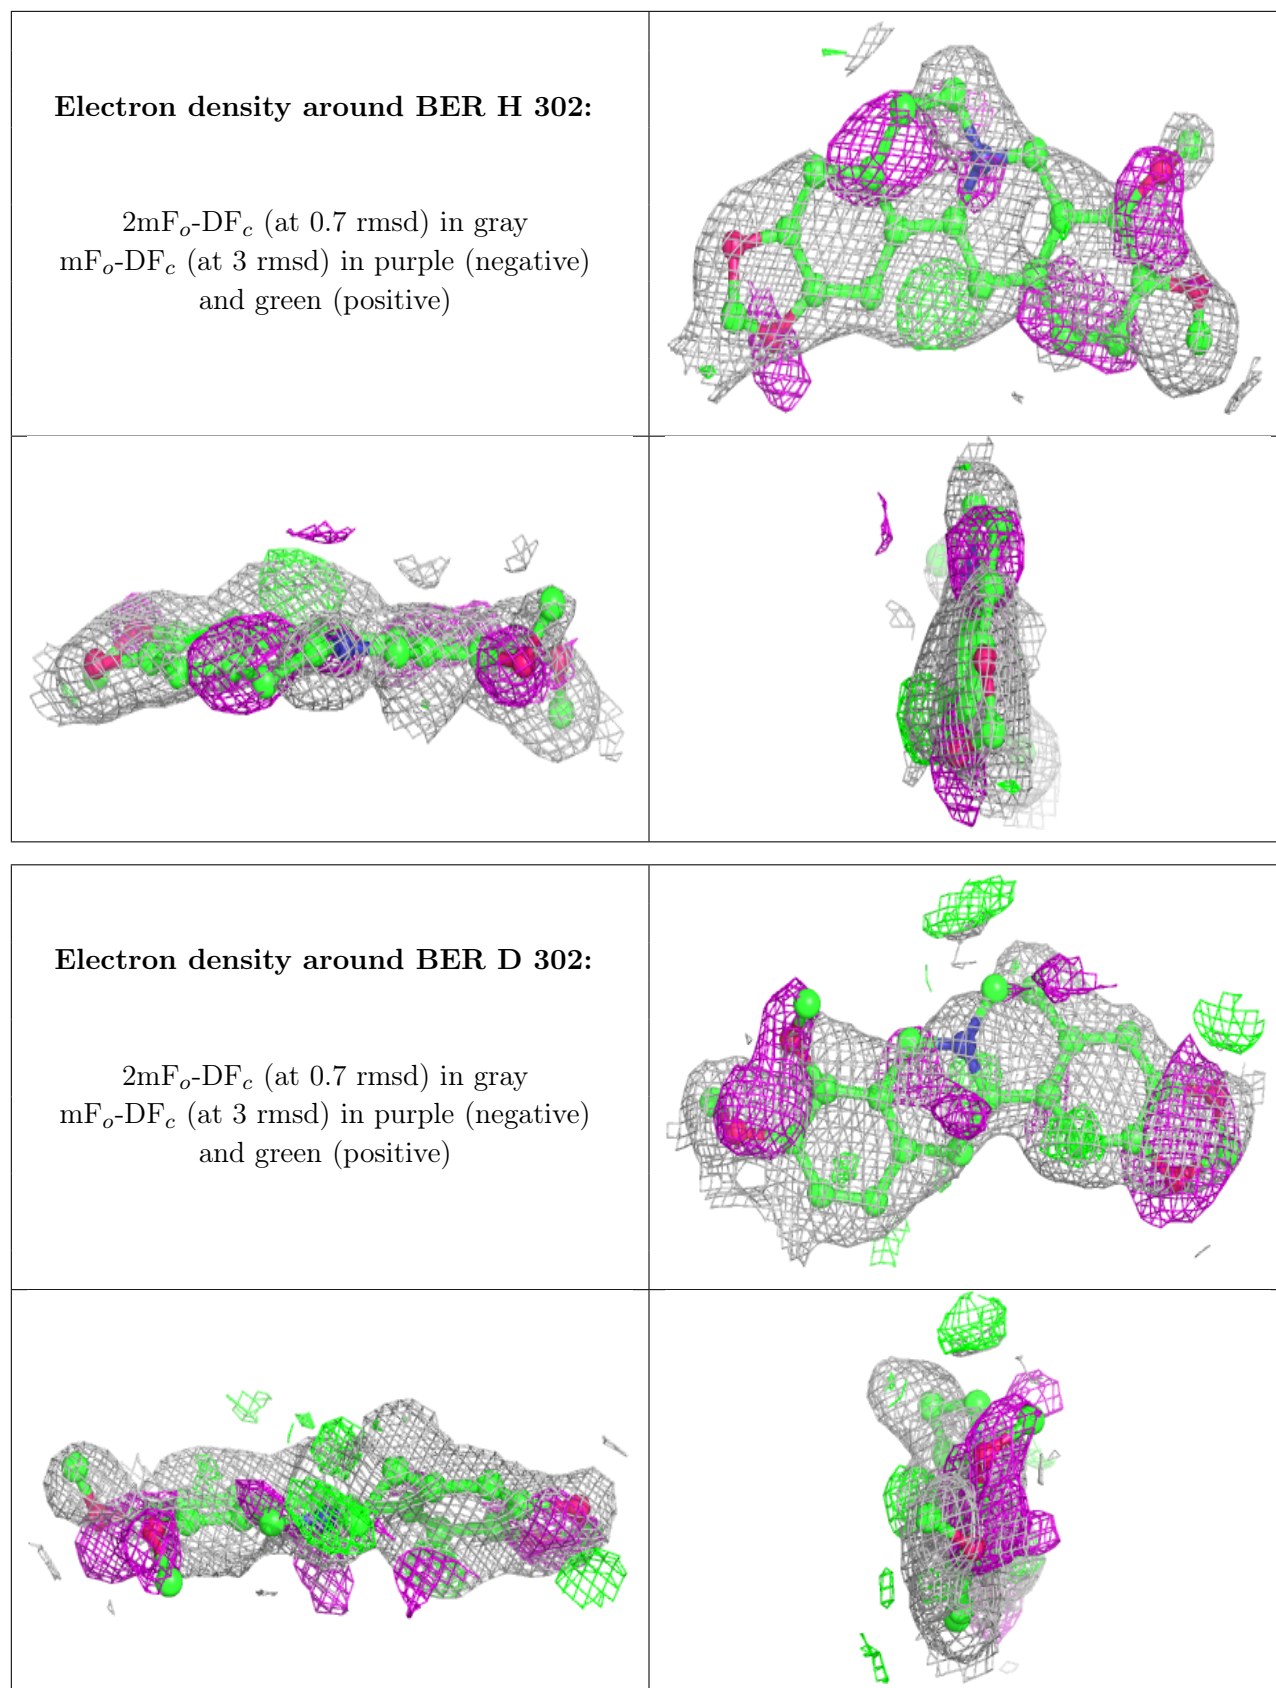 Electron density around BER H 302:
2mFo-DFc (at 0.7 rmsd) in gray
mFo-DFc (at 3 rmsd) in purple (negative)
and green (positive)
Electron density around BER D 302:
2mFo-DFc (at 0.7 rmsd) in gray
mFo-DFc (at 3 rmsd) in purple (negative)
and green (positive)